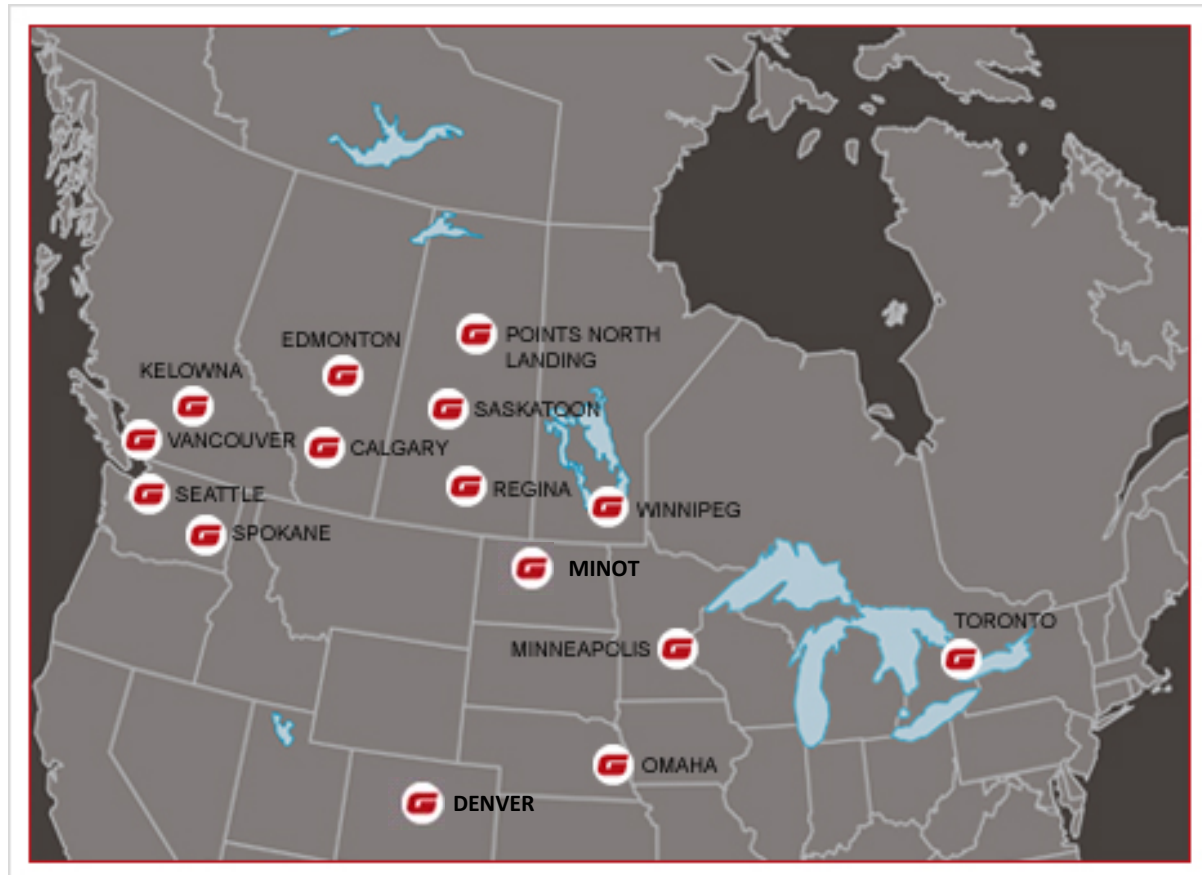 EDMONTON
POINTS NORTH
LANDING
KELOWNA
SASKATOON
VANCOUVER
CALGARY
SEATTLE
REGINA
WINNIPEG
SPOKANE
MINOT
TORONTO
MINNEAPOLIS
OMAHA
DENVER